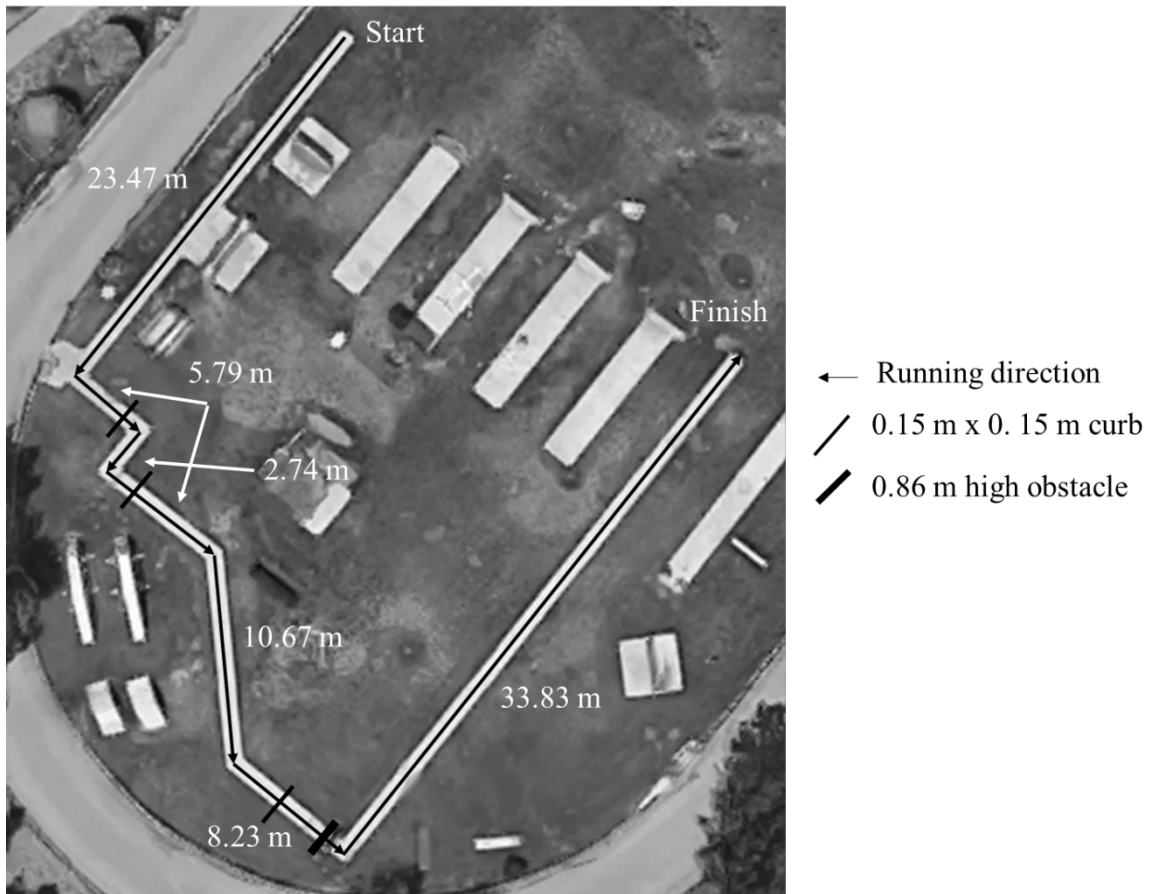 Start
23.47 m
Finish
5.79 m
2.74 m
10.67 m
33.83 m
8.23 m
Running direction
0.15 m x 0. 15 m curb
0.86 m high obstacle